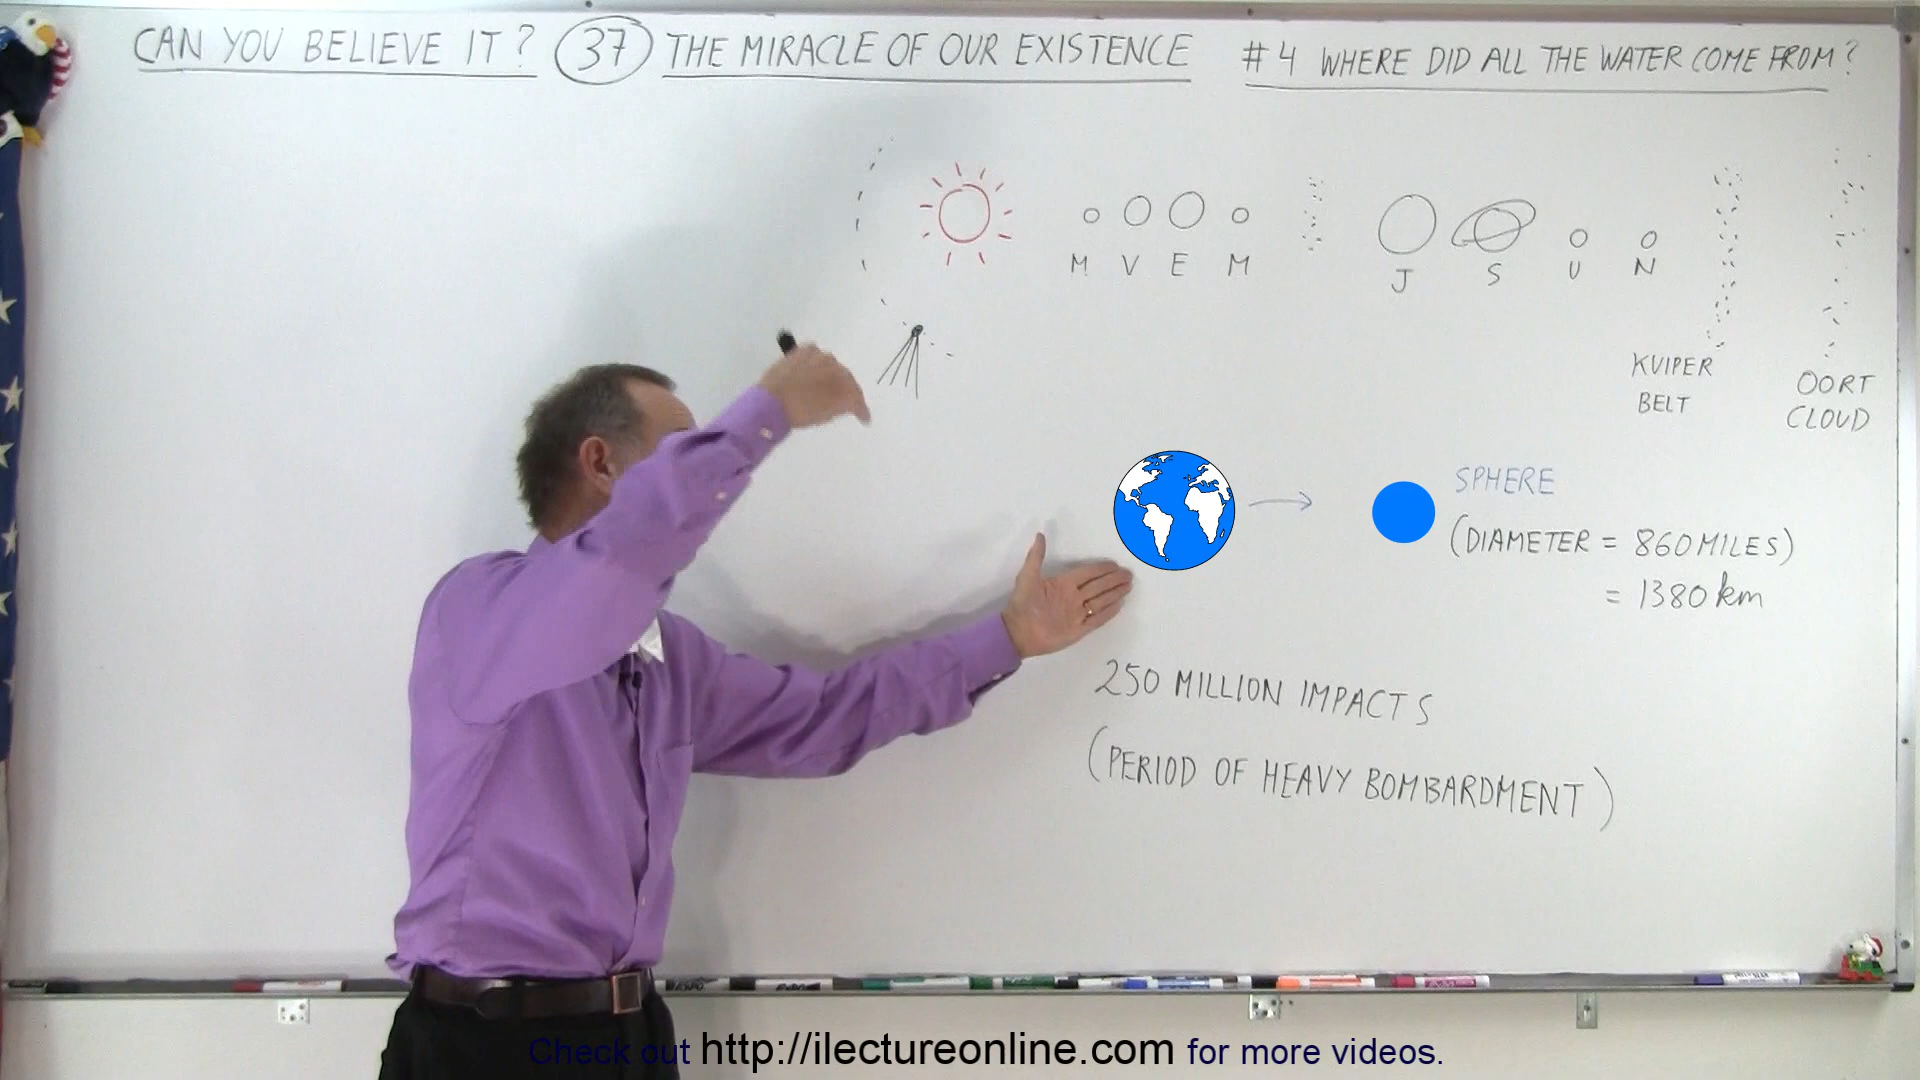 CAN YOU BELIEVE IT? 37 THE MIRACLE OF OUR EXISTENCE #4 WHERE DID ALL THE WATER COME FROM?
M V E M J S U N
KUIPER
BELT
OORT
CLOUD
SPHERE
(DIAMETER = 860 MILES)
= 1380 km
250 MILLION IMPACTS
(PERIOD OF HEAVY BOMBARDMENT)
EXPO EXPO
Check out http://ilectureonline.com for more videos.